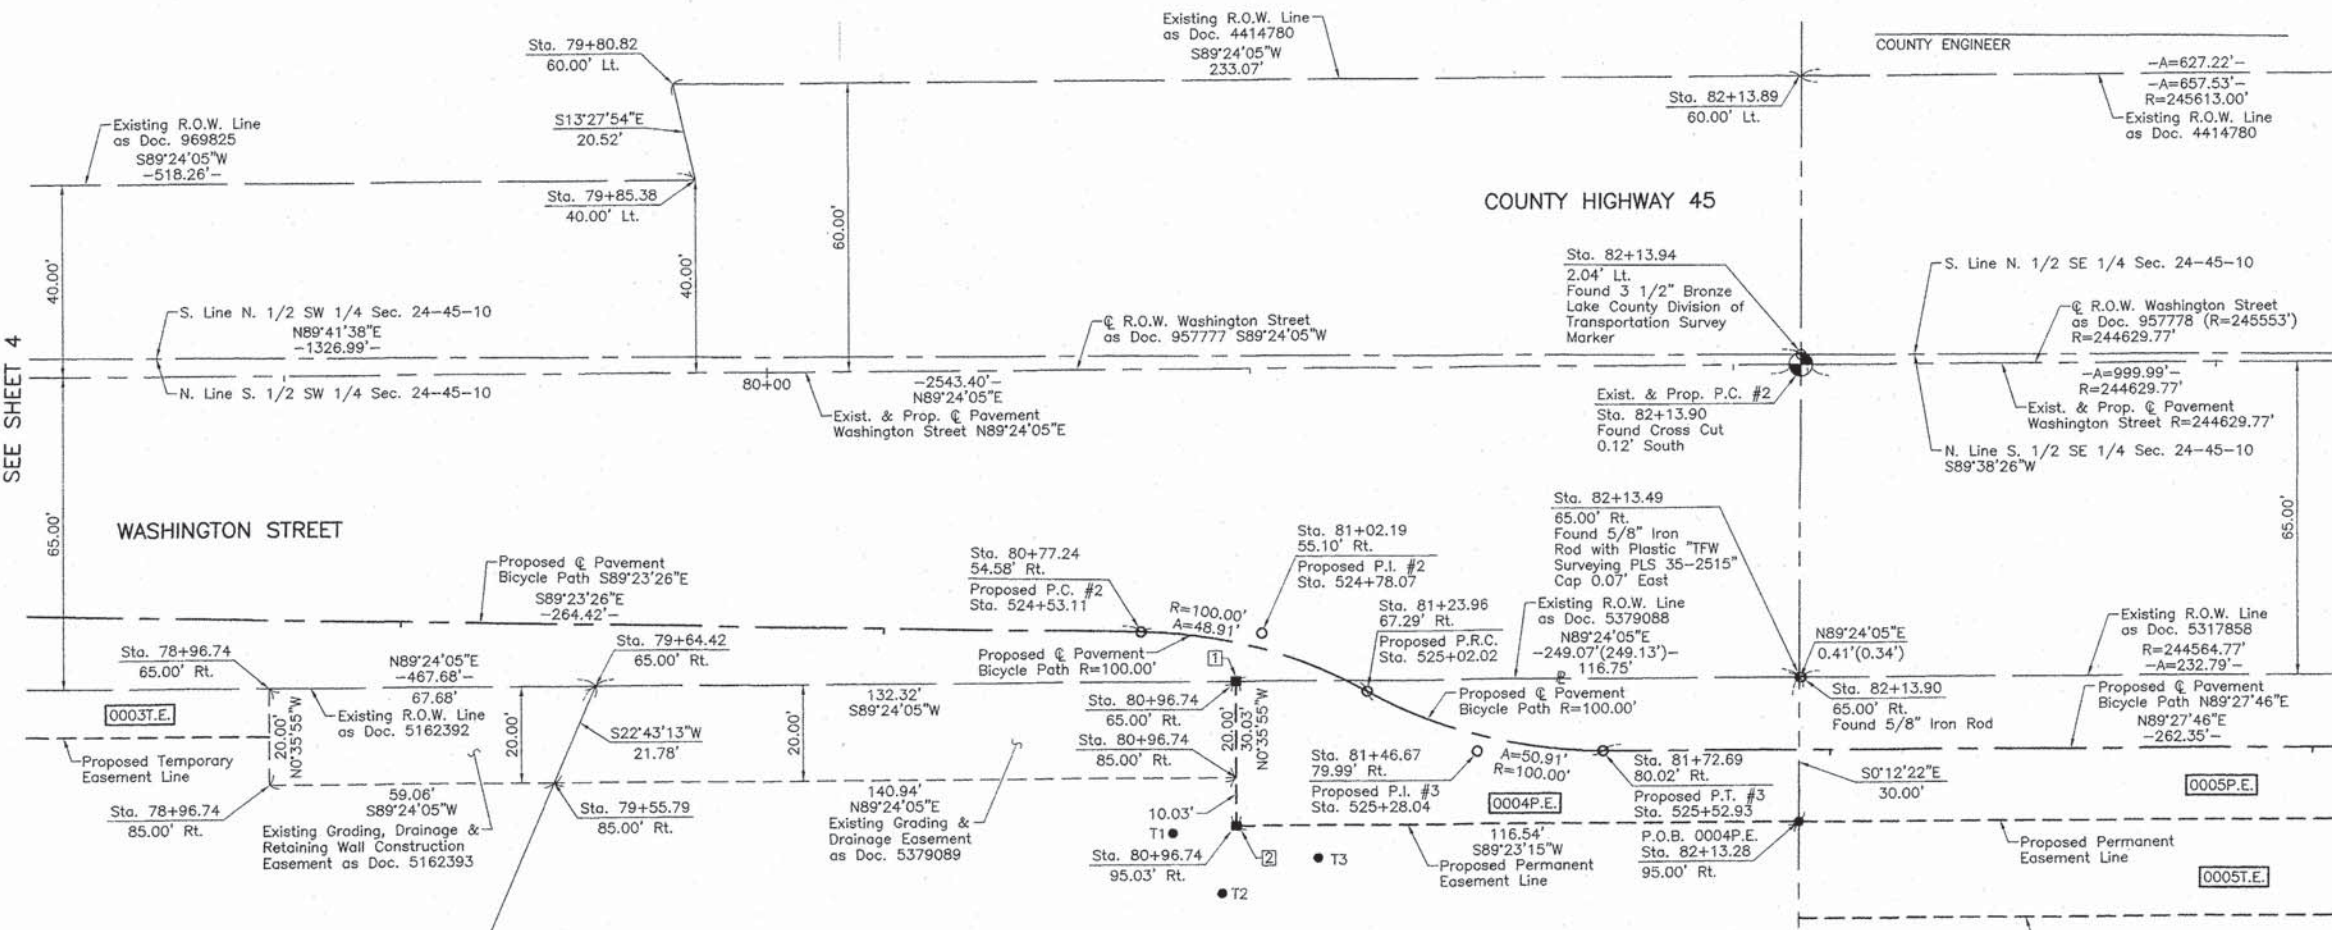 Existing R.O.W. Line
as Doc. 4414780
S89°24'05"W
233.07'
COUNTY ENGINEER
Sta. 79+80.82
60.00' Lt.
-A=627.22'-
-A=657.53'-
R=245613.00'
Existing R.O.W. Line
as Doc. 4414780
Sta. 82+13.89
60.00' Lt.
Existing R.O.W. Line
as Doc. 969825
S89°24'05"W
-518.26'-
S13°27'54"E
20.52'
Sta. 79+85.38
40.00' Lt.
COUNTY HIGHWAY 45
60.00'
40.00'
40.00'
SEE SHEET 4
Sta. 82+13.94
2.04' Lt.
Found 3 1/2" Bronze
Lake County Division of
Transportation Survey
Marker
S. Line N. 1/2 SE 1/4 Sec. 24-45-10
S. Line N. 1/2 SW 1/4 Sec. 24-45-10
N89°41'38"E
-1326.99'-
℄ R.O.W. Washington Street
as Doc. 957777 S89°24'05"W
℄ R.O.W. Washington Street
as Doc. 957778 (R=245553')
R=244629.77'
N. Line S. 1/2 SW 1/4 Sec. 24-45-10
80+00
-2543.40'-
N89°24'05"E
Exist. & Prop. ℄ Pavement
Washington Street N89°24'05"E
Exist. & Prop. P.C. #2
Sta. 82+13.90
Found Cross Cut
0.12' South
-A=999.99'-
R=244629.77'
Exist. & Prop. ℄ Pavement
Washington Street R=244629.77'
N. Line S. 1/2 SE 1/4 Sec. 24-45-10
S89°38'26"W
65.00'
65.00'
WASHINGTON STREET
Sta. 82+13.49
65.00' Rt.
Found 5/8" Iron
Rod with Plastic "TFW
Surveying PLS 35-2515"
Cap 0.07' East
Sta. 81+02.19
55.10' Rt.
Proposed P.I. #2
Sta. 524+78.07
Sta. 80+77.24
54.58' Rt.
Proposed P.C. #2
Sta. 524+53.11
Proposed ℄ Pavement
Bicycle Path S89°23'26"E
S89°23'26"E
-264.42'-
R=100.00'
A=48.91'
Sta. 81+23.96
67.29' Rt.
Proposed P.R.C.
Sta. 525+02.02
Existing R.O.W. Line
as Doc. 5379088
N89°24'05"E
-249.07'(249.13')-
116.75'
℄
N89°24'05"E
0.41'(0.34')
Existing R.O.W. Line
as Doc. 5317858
R=244564.77'
-A=232.79'-
Sta. 78+96.74
65.00' Rt.
N89°24'05"E
-467.68'-
67.68'
Sta. 79+64.42
65.00' Rt.
Proposed ℄ Pavement
Bicycle Path R=100.00'
1
132.32'
S89°24'05"W
Sta. 80+96.74
65.00' Rt.
Proposed ℄ Pavement
Bicycle Path R=100.00'
Sta. 82+13.90
65.00' Rt.
Found 5/8" Iron Rod
Proposed ℄ Pavement
Bicycle Path N89°27'46"E
N89°27'46"E
-262.35'-
0003T.E.
Existing R.O.W. Line
as Doc. 5162392
20.00'
N0°35'55"W
20.00'
S22°43'13"W
21.78'
20.00'
20.00'
30.03'
N0°35'55"W
Proposed Temporary
Easement Line
Sta. 80+96.74
85.00' Rt.
Sta. 81+46.67
79.99' Rt.
Proposed P.I. #3
Sta. 525+28.04
A=50.91'
R=100.00'
Sta. 81+72.69
80.02' Rt.
Proposed P.T. #3
Sta. 525+52.93
S0°12'22"E
30.00'
0005P.E.
0004P.E.
Sta. 78+96.74
85.00' Rt.
59.06'
S89°24'05"W
Existing Grading, Drainage &
Retaining Wall Construction
Easement as Doc. 5162393
Sta. 79+55.79
85.00' Rt.
140.94'
N89°24'05"E
Existing Grading &
Drainage Easement
as Doc. 5379089
10.03'
T1
Sta. 80+96.74
95.03' Rt.
2
T2
T3
116.54'
S89°23'15"W
Proposed Permanent
Easement Line
P.O.B. 0004P.E.
Sta. 82+13.28
95.00' Rt.
Proposed Permanent
Easement Line
0005T.E.